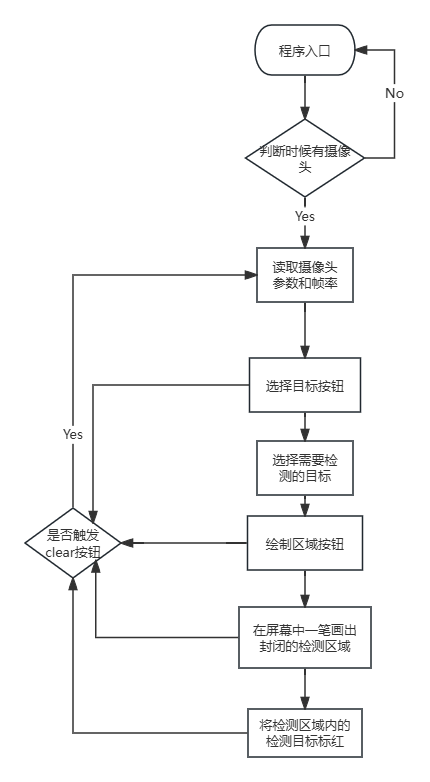 程序入口
No
判断时候有摄像
头
Yes
读取摄像头
参数和帧率
选择目标按钮
Yes
选择需要检
测的目标
是否触发
clear按钮
绘制区域按钮
在屏幕中一笔画出
封闭的检测区域
将检测区域内的
检测目标标红